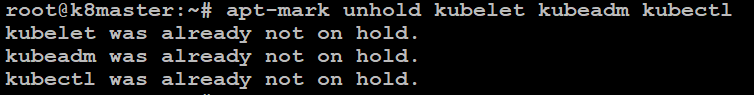 root@k8master:~# apt-mark unhold kubelet kubeadm kubectl
kubelet was already not on hold.
kubeadm was already not on hold.
kubectl was already not on hold.